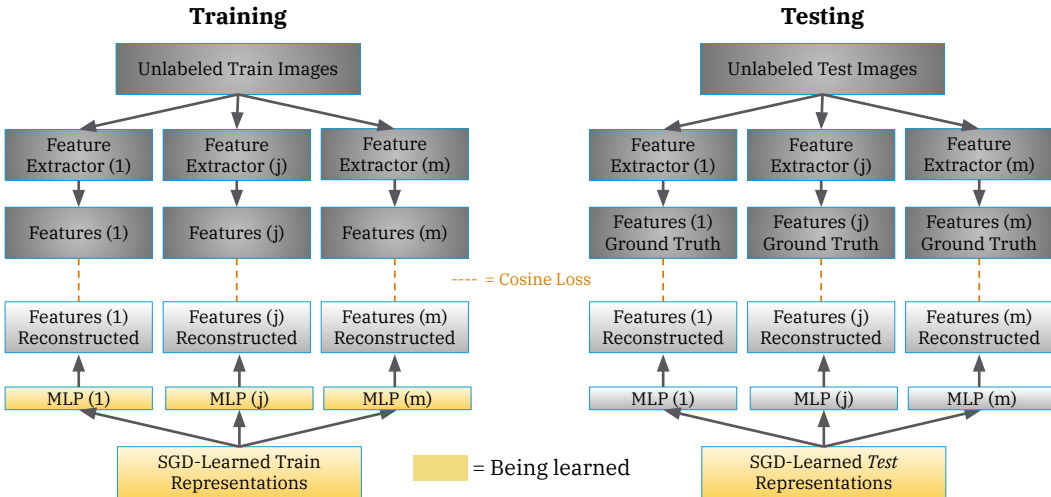 Training
Testing
Unlabeled Train Images
Unlabeled Test Images
Feature
Extractor (1)
Feature
Extractor (j)
Feature
Extractor (m)
Feature
Extractor (1)
Feature
Extractor (j)
Feature
Extractor (m)
Features (1)
Features (j)
Features (m)
Features (1)
Ground Truth
Features (j)
Ground Truth
Features (m)
Ground Truth
---- = Cosine Loss
Features (1)
Reconstructed
Features (j)
Reconstructed
Features (m)
Reconstructed
Features (1)
Reconstructed
Features (j)
Reconstructed
Features (m)
Reconstructed
MLP (1)
MLP (j)
MLP (m)
MLP (1)
MLP (j)
MLP (m)
SGD-Learned Train
Representations
= Being learned
SGD-Learned Test
Representations